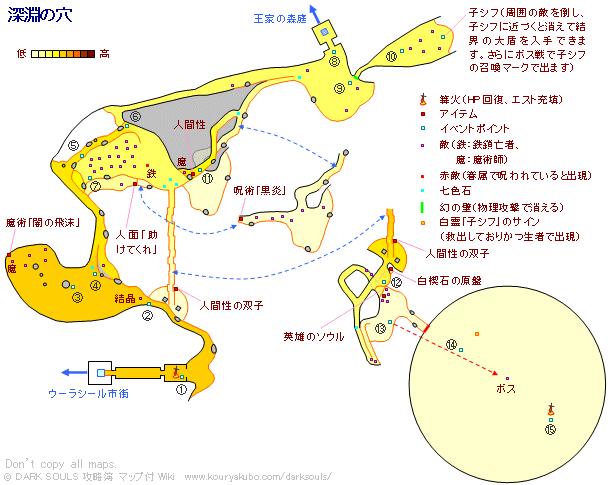 深淵の穴
低
高
王家の森庭
子シフ(周囲の敵を倒し、
子シフに近づくと消えて結
界の大盾を入手できま
す。さらにボス戦で子シフ
の召喚マークで出ます)
⑧
⑨
⑩
篝火(HP回復、エスト充填)
アイテム
イベントポイント
敵(鉄:鉄鎖亡者、
魔:魔術師)
赤敵(眷属で呪われていると出現)
七色石
幻の壁(物理攻撃で消える)
白霊「子シフ」のサイン
(救出しておりかつ生者で出現)
⑥
⑤
人間性
魔
鉄
⑦
⑪
呪術「黒炎」
人面「助
けてくれ」
魔術「闇の飛沫」
魔
④
③
結晶
②
人間性の双子
人間性の双子
白楔石の原盤
⑫
英雄のソウル
⑬
⑭
ボス
⑮
ウーラシール市街
①
Don't copy all maps.
© DARK SOULS 攻略簿 マップ付 Wiki www.kouryakubo.com/darksouls/